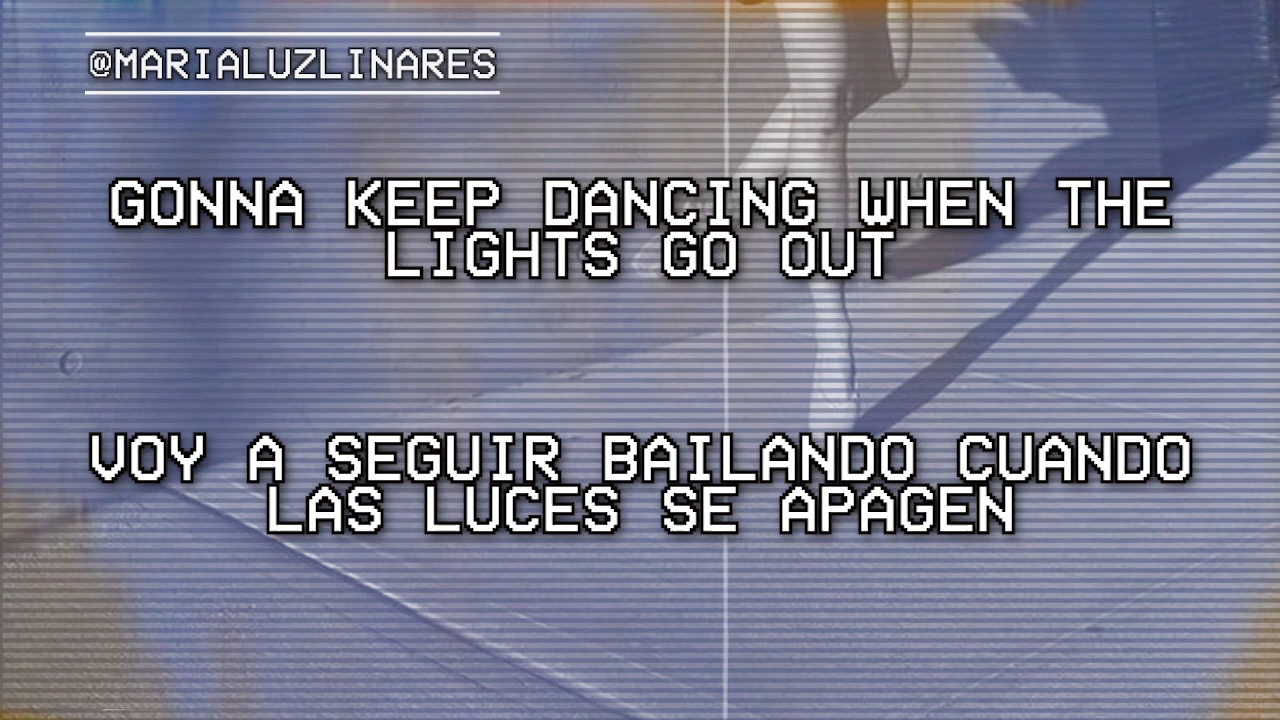 @MARIALUZLINARES
GONNA KEEP DANCING WHEN THE
LIGHTS GO OUT
VOY A SEGUIR BAILANDO CUANDO
LAS LUCES SE APAGEN